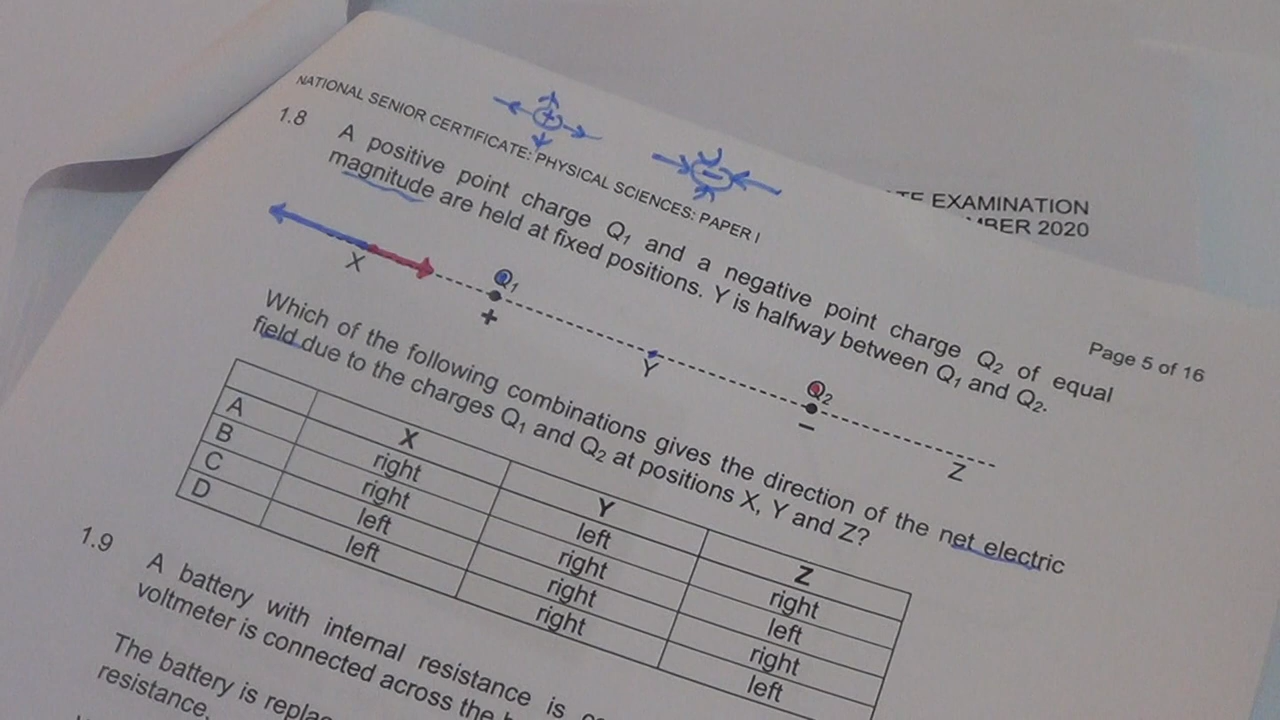 NATIONAL SENIOR CERTIFICATE: PHYSICAL SCIENCES: PAPER I
EXAMINATION
2020
Page 5 of 16
1.8 A positive point charge Q₁ and a negative point charge Q₂ of equal
magnitude are held at fixed positions. Y is halfway between Q₁ and Q₂.
X Q₁ + Y Q₂ − Z
Which of the following combinations gives the direction of the net electric
field due to the charges Q₁ and Q₂ at positions X, Y and Z?
X Y Z
A right left right
B right right left
C left right right
D left right left
1.9 A battery with internal resistance is
voltmeter is connected across the
The battery is
resistance.